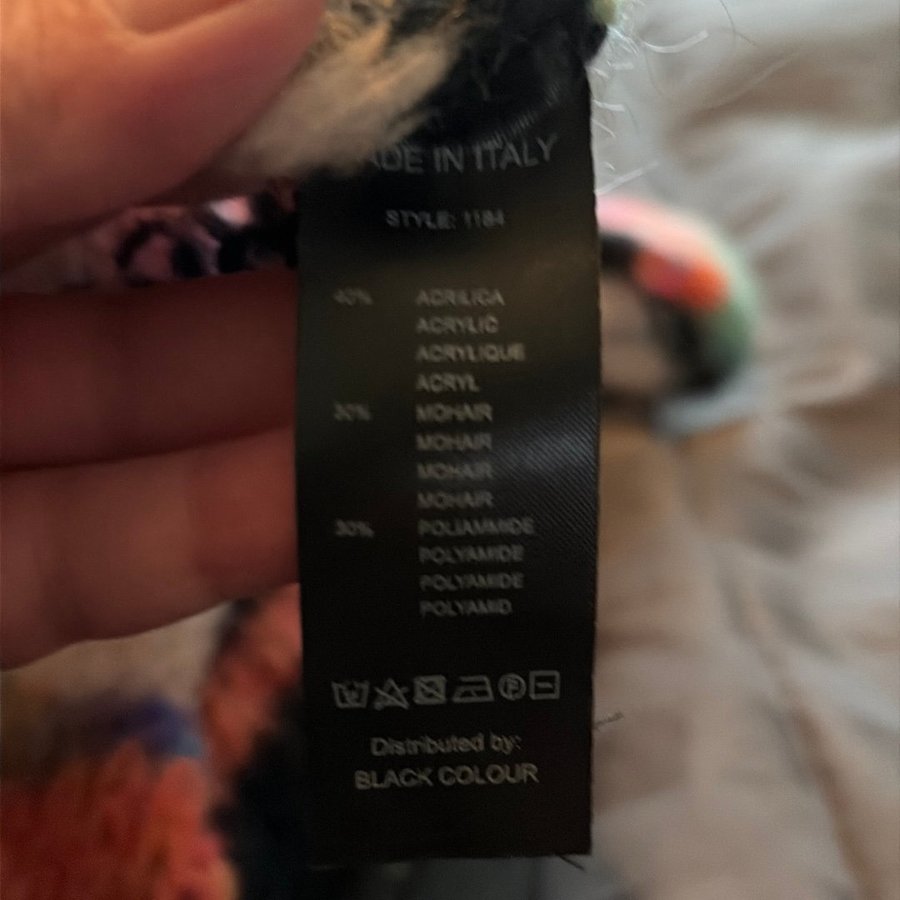 ADE IN ITALY
STYLE: 1184
40% ACRILICA
ACRYLIC
ACRYLIQUE
ACRYL
30% MOHAIR
MOHAIR
MOHAIR
MOHAIR
30% POLIAMMIDE
POLYAMIDE
POLYAMIDE
POLYAMID
P
Distributed by:
BLACK COLOUR